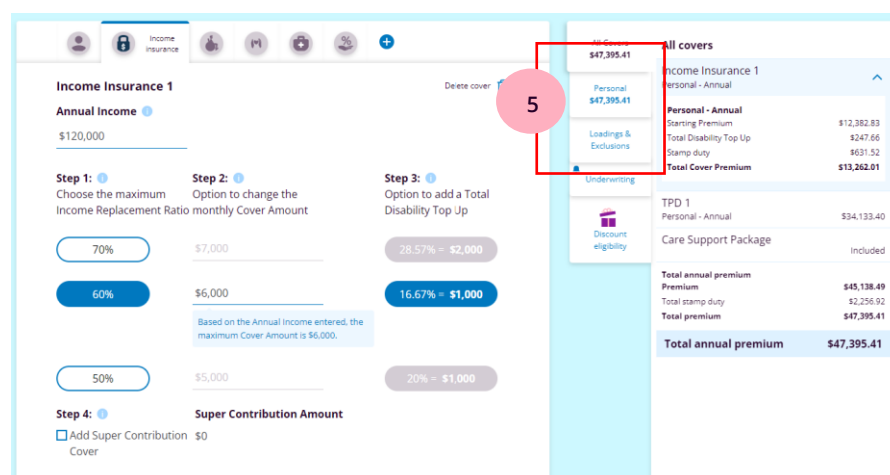 Income
insurance
Income Insurance 1
Delete cover
Annual Income
$120,000
Step 1:
Choose the maximum
Income Replacement Ratio
Step 2:
Option to change the
monthly Cover Amount
Step 3:
Option to add a Total
Disability Top Up
70%
$7,000
28.57% = $2,000
60%
$6,000
16.67% = $1,000
Based on the Annual Income entered, the
maximum Cover Amount is $6,000.
50%
$5,000
20% = $1,000
Step 4:
Super Contribution Amount
Add Super Contribution
Cover
$0
5
All Covers
$47,395.41
Personal
$47,395.41
Loadings &
Exclusions
Underwriting
Discount
eligibility
All covers
Income Insurance 1
Personal - Annual
Personal - Annual
Starting Premium $12,382.83
Total Disability Top Up $247.66
Stamp duty $631.52
Total Cover Premium $13,262.01
TPD 1
Personal - Annual $34,133.40
Care Support Package
Included
Total annual premium
Premium $45,138.49
Total stamp duty $2,256.92
Total premium $47,395.41
Total annual premium $47,395.41